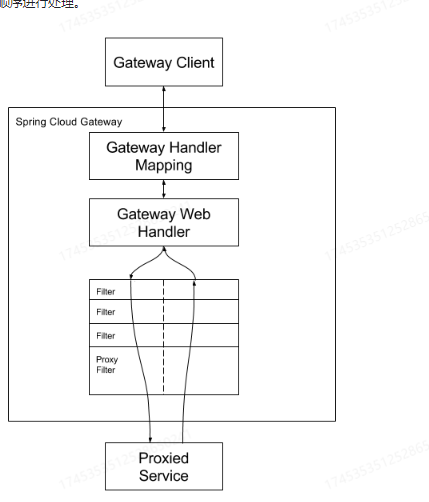 顺序进行处理。
Gateway Client
Spring Cloud Gateway
Gateway Handler
Mapping
Gateway Web
Handler
Filter
Filter
Filter
Proxy
Filter
Proxied
Service